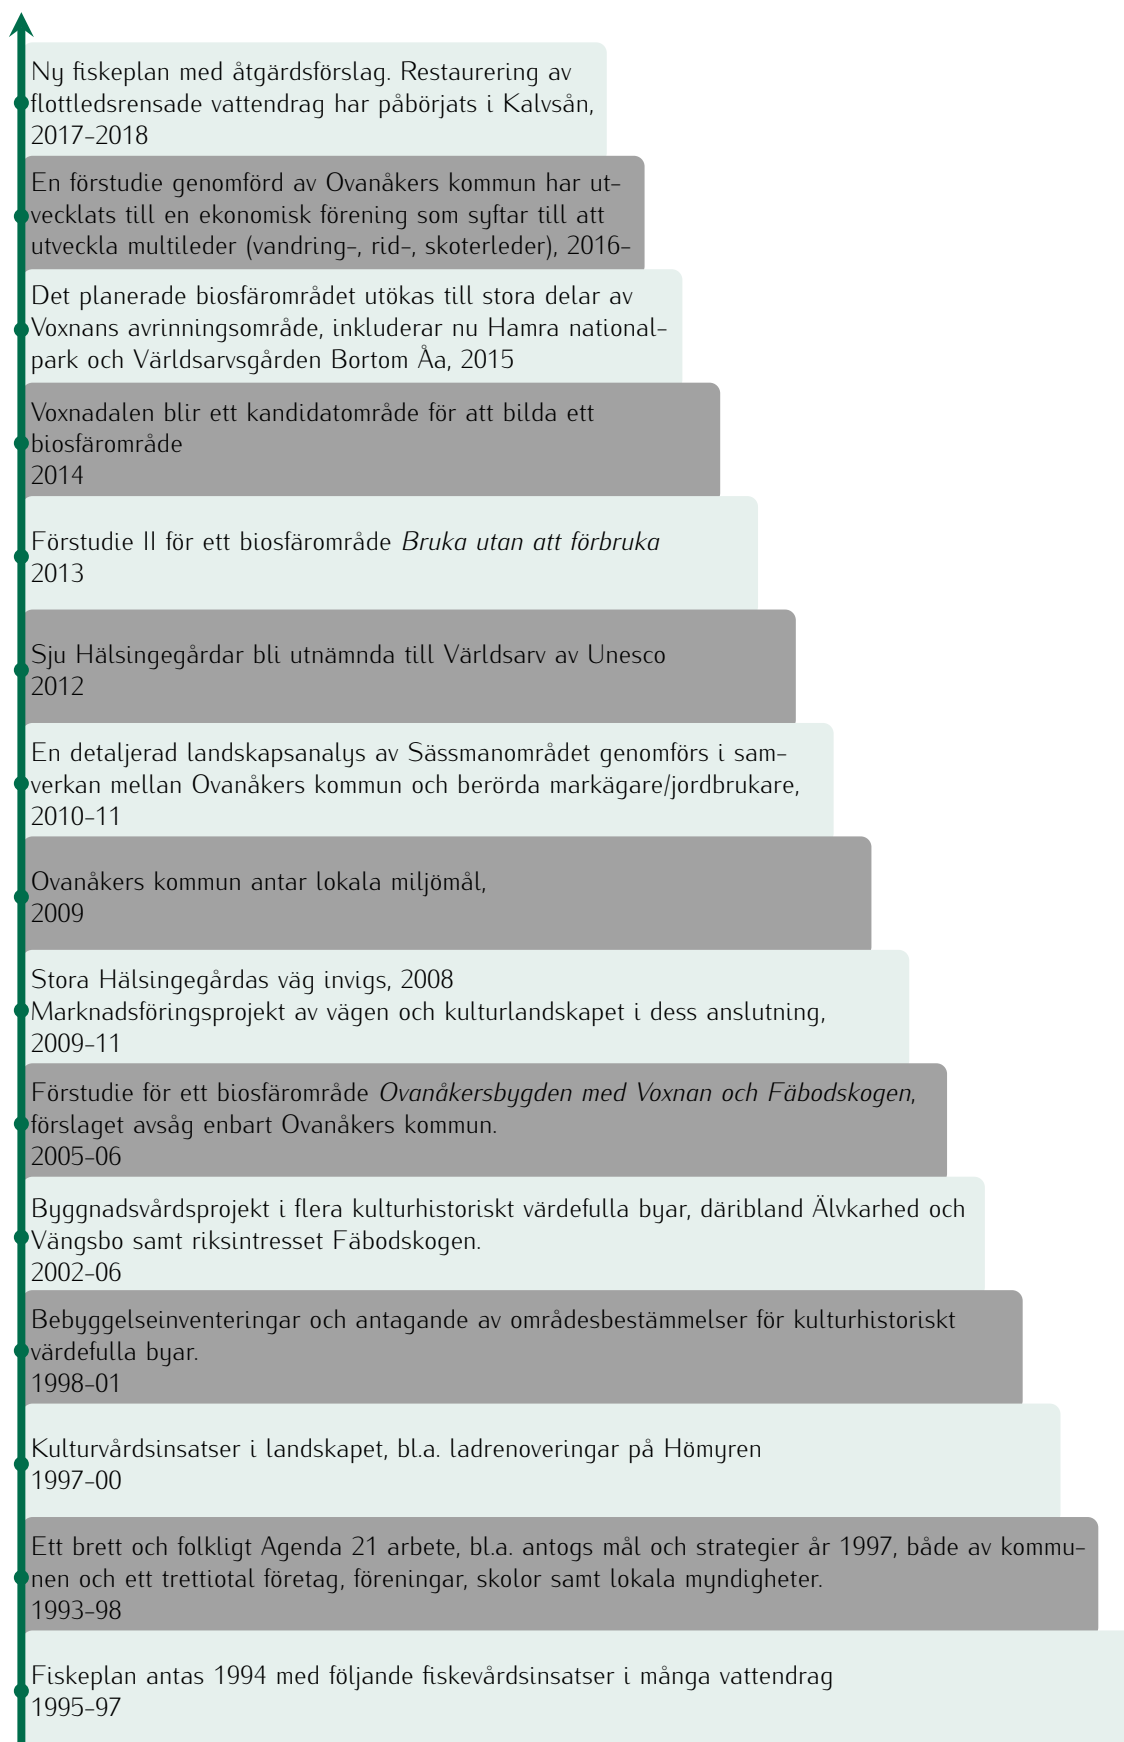 Ny fiskeplan med åtgärdsförslag. Restaurering av
flottledsrensade vattendrag har påbörjats i Kalvsån,
2017-2018
En förstudie genomförd av Ovanåkers kommun har ut-
vecklats till en ekonomisk förening som syftar till att
utveckla multileder (vandring-, rid-, skoterleder), 2016-
Det planerade biosfärområdet utökas till stora delar av
Voxnans avrinningsområde, inkluderar nu Hamra national-
park och Världsarvsgården Bortom Åa, 2015
Voxnadalen blir ett kandidatområde för att bilda ett
biosfärområde
2014
Förstudie II för ett biosfärområde Bruka utan att förbruka
2013
Sju Hälsingegårdar bli utnämnda till Världsarv av Unesco
2012
En detaljerad landskapsanalys av Sässmanområdet genomförs i sam-
verkan mellan Ovanåkers kommun och berörda markägare/jordbrukare,
2010-11
Ovanåkers kommun antar lokala miljömål,
2009
Stora Hälsingegårdas väg invigs, 2008
Marknadsföringsprojekt av vägen och kulturlandskapet i dess anslutning,
2009-11
Förstudie för ett biosfärområde Ovanåkersbygden med Voxnan och Fäbodskogen,
förslaget avsåg enbart Ovanåkers kommun.
2005-06
Byggnadsvårdsprojekt i flera kulturhistoriskt värdefulla byar, däribland Älvkarhed och
Vängsbo samt riksintresset Fäbodskogen.
2002-06
Bebyggelseinventeringar och antagande av områdesbestämmelser för kulturhistoriskt
värdefulla byar.
1998-01
Kulturvårdsinsatser i landskapet, bl.a. ladrenoveringar på Hömyren
1997-00
Ett brett och folkligt Agenda 21 arbete, bl.a. antogs mål och strategier år 1997, både av kommu-
nen och ett trettiotal företag, föreningar, skolor samt lokala myndigheter.
1993-98
Fiskeplan antas 1994 med följande fiskevårdsinsatser i många vattendrag
1995-97